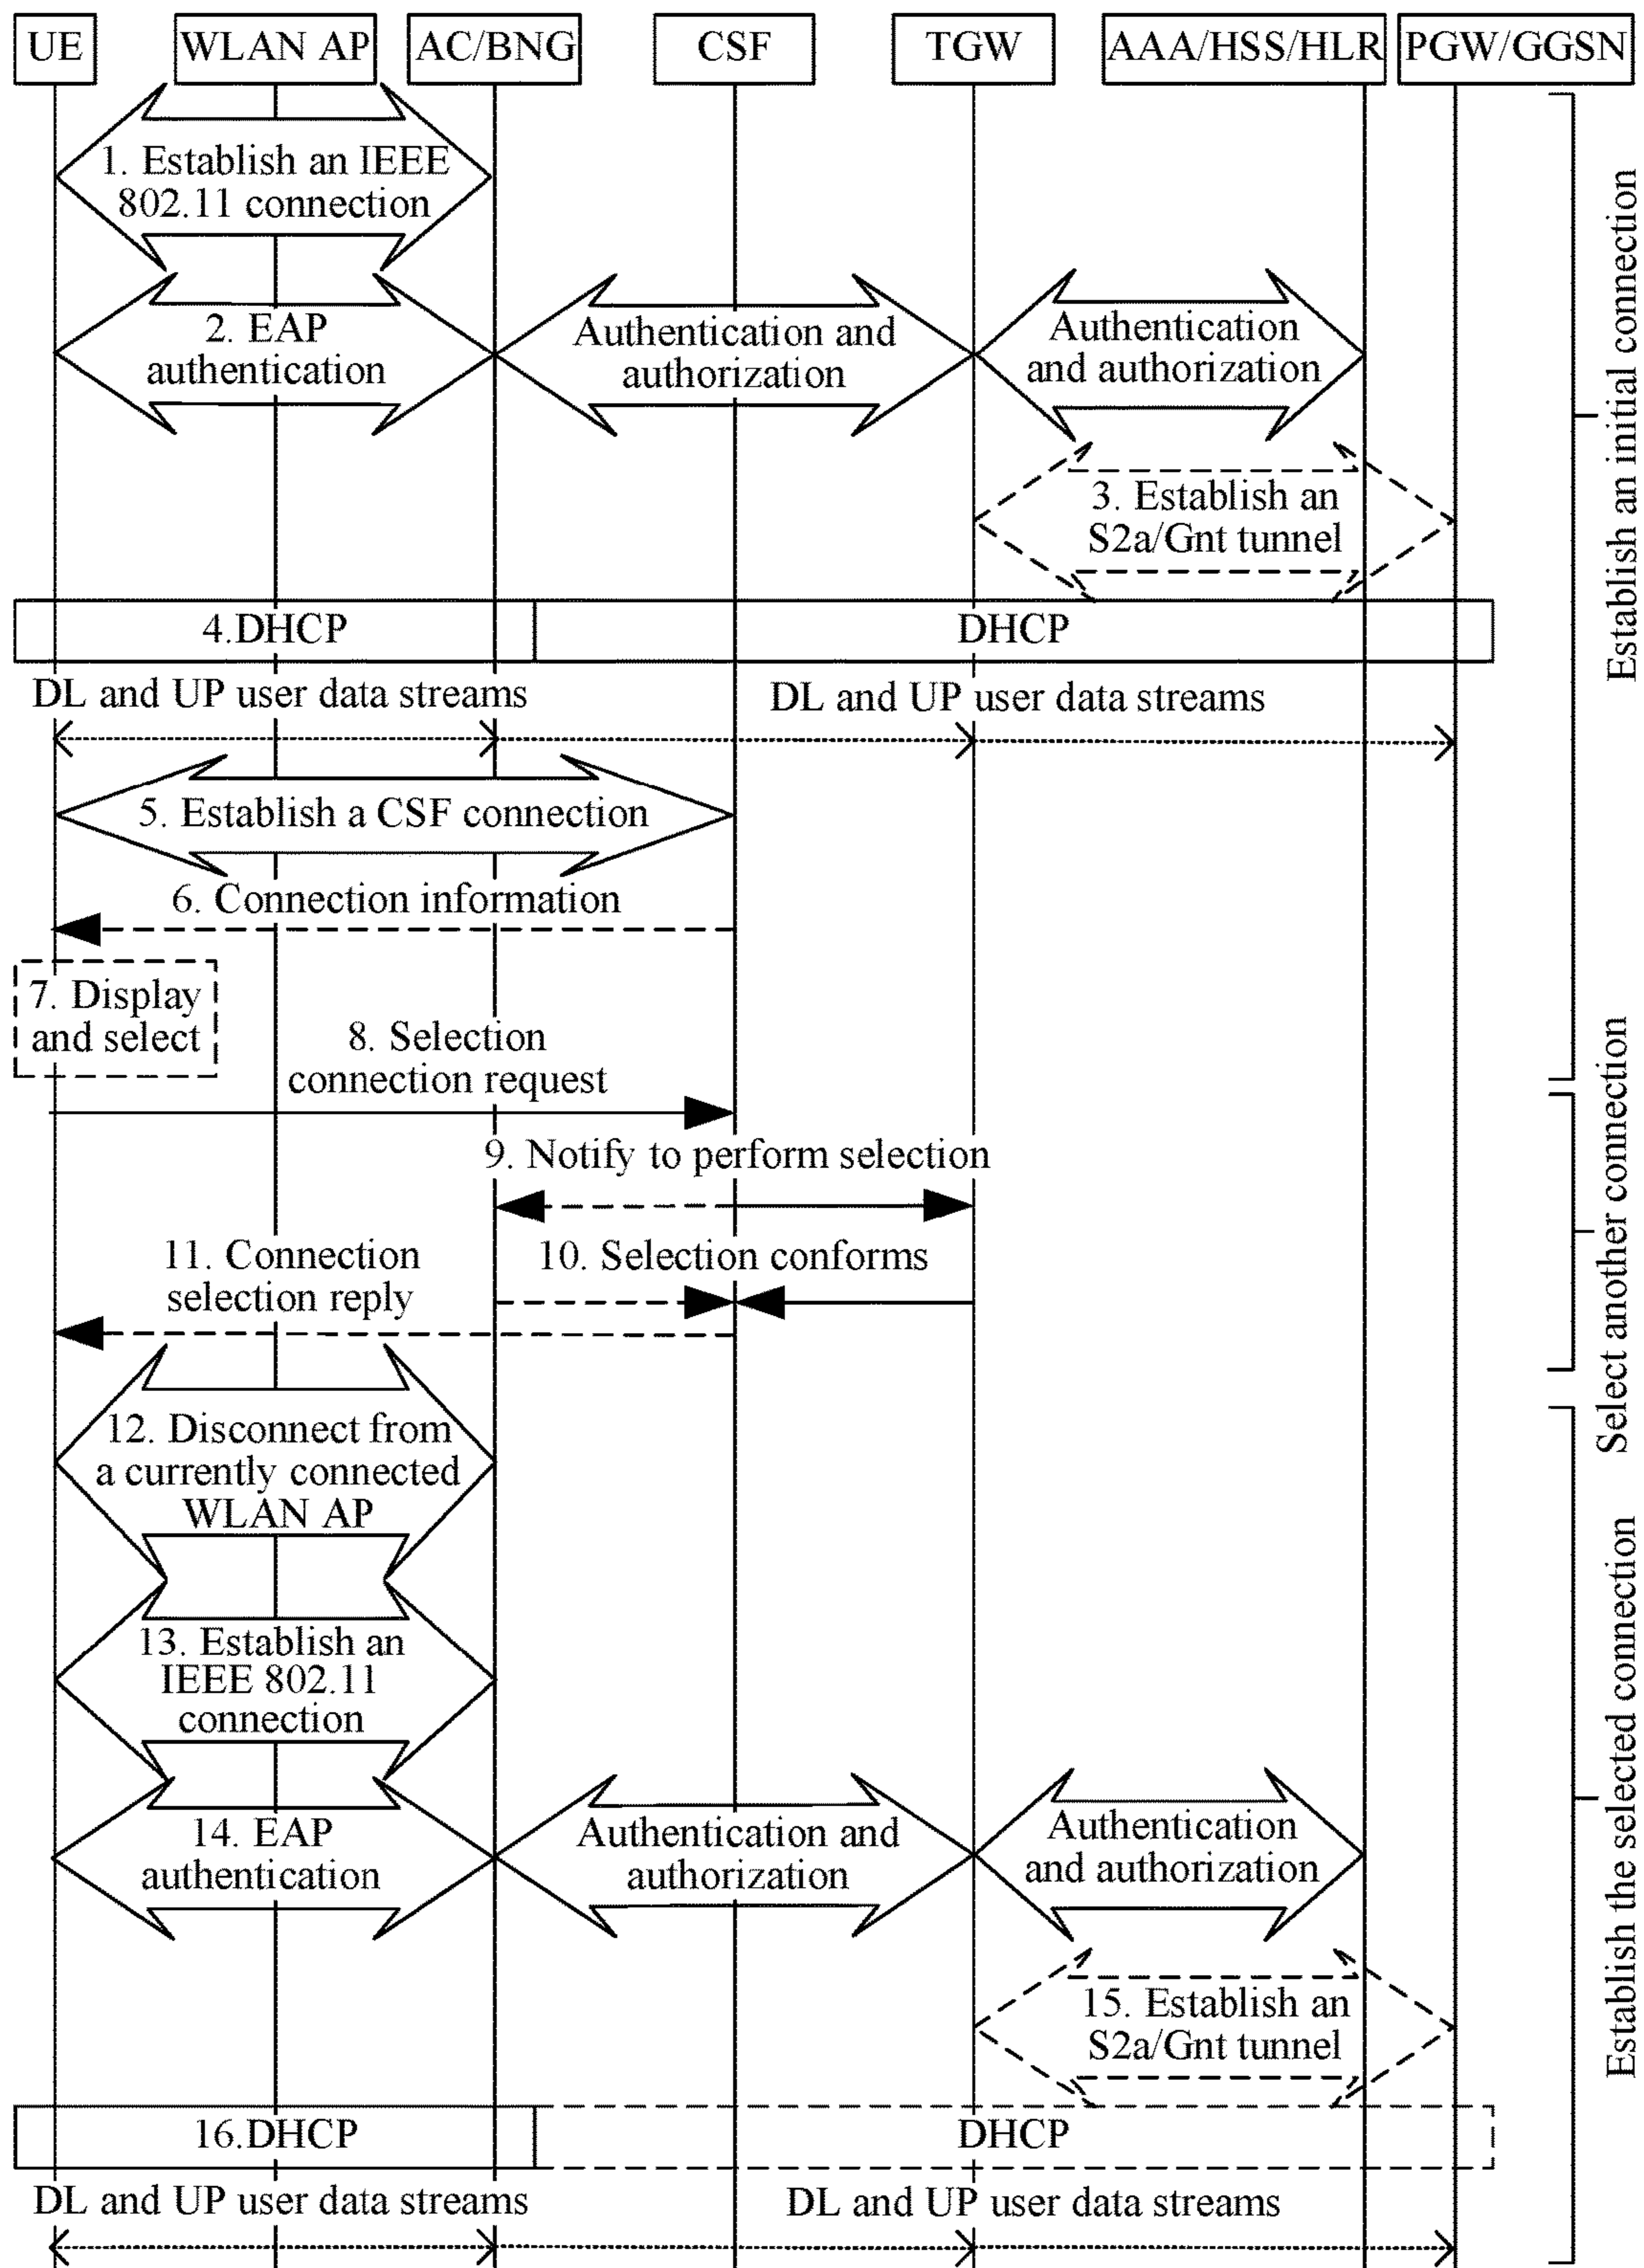 UE
WLAN AP
AC/BNG
CSF
TGW
AAA/HSS/HLR
PGW/GGSN
1. Establish an IEEE
802.11 connection
2. EAP
authentication
Authentication and
authorization
Authentication
and authorization
3. Establish an
S2a/Gnt tunnel
4.DHCP
DHCP
DL and UP user data streams
DL and UP user data streams
5. Establish a CSF connection
6. Connection information
7. Display
and select
Establish an initial connection
8. Selection
connection request
9. Notify to perform selection
10. Selection conforms
11. Connection
selection reply
Select another connection
12. Disconnect from
a currently connected
WLAN AP
13. Establish an
IEEE 802.11
connection
14. EAP
authentication
Authentication and
authorization
Authentication
and authorization
15. Establish an
S2a/Gnt tunnel
16.DHCP
DHCP
DL and UP user data streams
DL and UP user data streams
Establish the selected connection